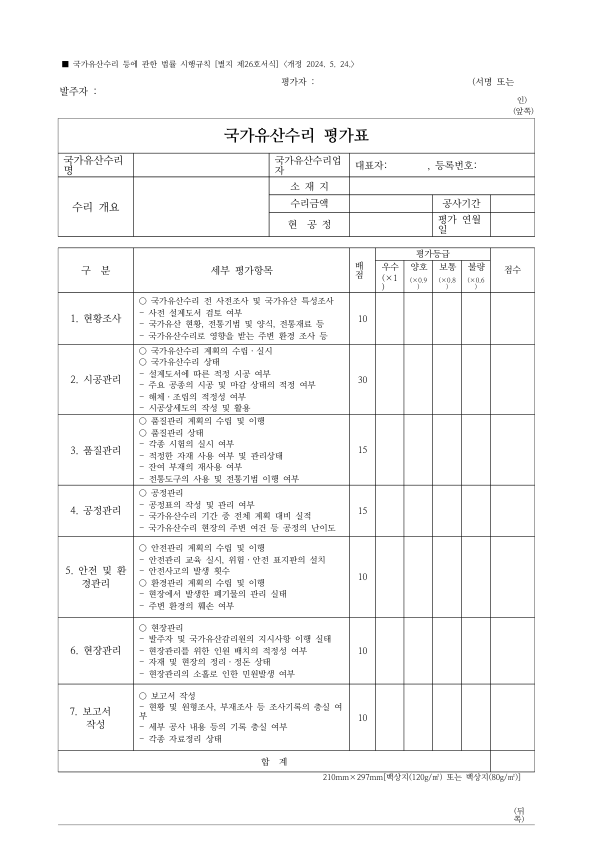 ■ 국가유산수리 등에 관한 법률 시행규칙 [별지 제26호서식] 〈개정 2024. 5. 24.〉
평가자 : (서명 또는
발주자 :
인)
(앞쪽)
국가유산수리 평가표
국가유산수리
명
국가유산수리업
자
대표자: , 등록번호:
수리 개요
소 재 지
수리금액
공사기간
현 공 정
평가 연월
일
구 분
세부 평가항목
배
점
평가등급
점수
우수
(×1
)
양호
(×0.9
)
보통
(×0.8
)
불량
(×0.6
)
1. 현황조사
○ 국가유산수리 전 사전조사 및 국가유산 특성조사
- 사전 설계도서 검토 여부
- 국가유산 현황, 전통기법 및 양식, 전통재료 등
- 국가유산수리로 영향을 받는 주변 환경 조사 등
10
2. 시공관리
○ 국가유산수리 계획의 수립ㆍ실시
○ 국가유산수리 상태
- 설계도서에 따른 적정 시공 여부
- 주요 공종의 시공 및 마감 상태의 적정 여부
- 해체ㆍ조립의 적정성 여부
- 시공상세도의 작성 및 활용
30
3. 품질관리
○ 품질관리 계획의 수립 및 이행
○ 품질관리 상태
- 각종 시험의 실시 여부
- 적정한 자재 사용 여부 및 관리상태
- 잔여 부재의 재사용 여부
- 전통도구의 사용 및 전통기법 이행 여부
15
4. 공정관리
○ 공정관리
- 공정표의 작성 및 관리 여부
- 국가유산수리 기간 중 전체 계획 대비 실적
- 국가유산수리 현장의 주변 여건 등 공정의 난이도
15
5. 안전 및 환
경관리
○ 안전관리 계획의 수립 및 이행
- 안전관리 교육 실시, 위험ㆍ안전 표지판의 설치
- 안전사고의 발생 횟수
○ 환경관리 계획의 수립 및 이행
- 현장에서 발생한 폐기물의 관리 실태
- 주변 환경의 훼손 여부
10
6. 현장관리
○ 현장관리
- 발주자 및 국가유산감리원의 지시사항 이행 실태
- 현장관리를 위한 인원 배치의 적정성 여부
- 자재 및 현장의 정리ㆍ정돈 상태
- 현장관리의 소홀로 인한 민원발생 여부
10
7. 보고서
작성
○ 보고서 작성
- 현황 및 원형조사, 부재조사 등 조사기록의 충실 여
부
- 세부 공사 내용 등의 기록 충실 여부
- 각종 자료정리 상태
10
합 계
210mm×297mm[백상지(120g/㎡) 또는 백상지(80g/㎡)]
(뒤
쪽)